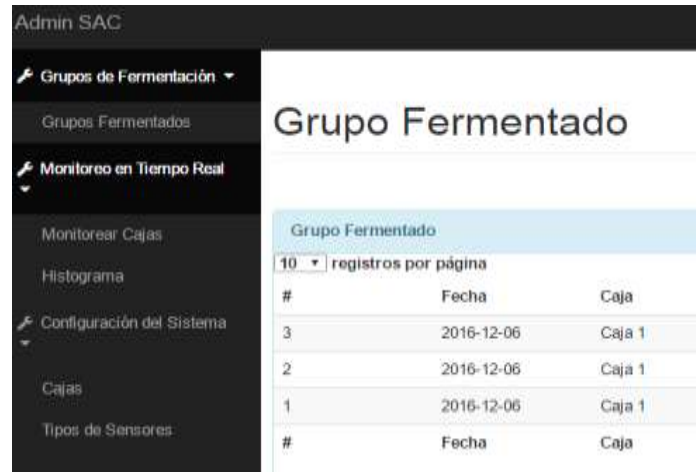 Admin SAC
Grupos de Fermentación
Grupos Fermentados
Monitoreo en Tiempo Real
Monitorear Cajas
Histograma
Configuración del Sistema
Cajas
Tipos de Sensores
Grupo Fermentado
Grupo Fermentado
10 registros por página
# Fecha Caja
3 2016-12-06 Caja 1
2 2016-12-06 Caja 1
1 2016-12-06 Caja 1
# Fecha Caja